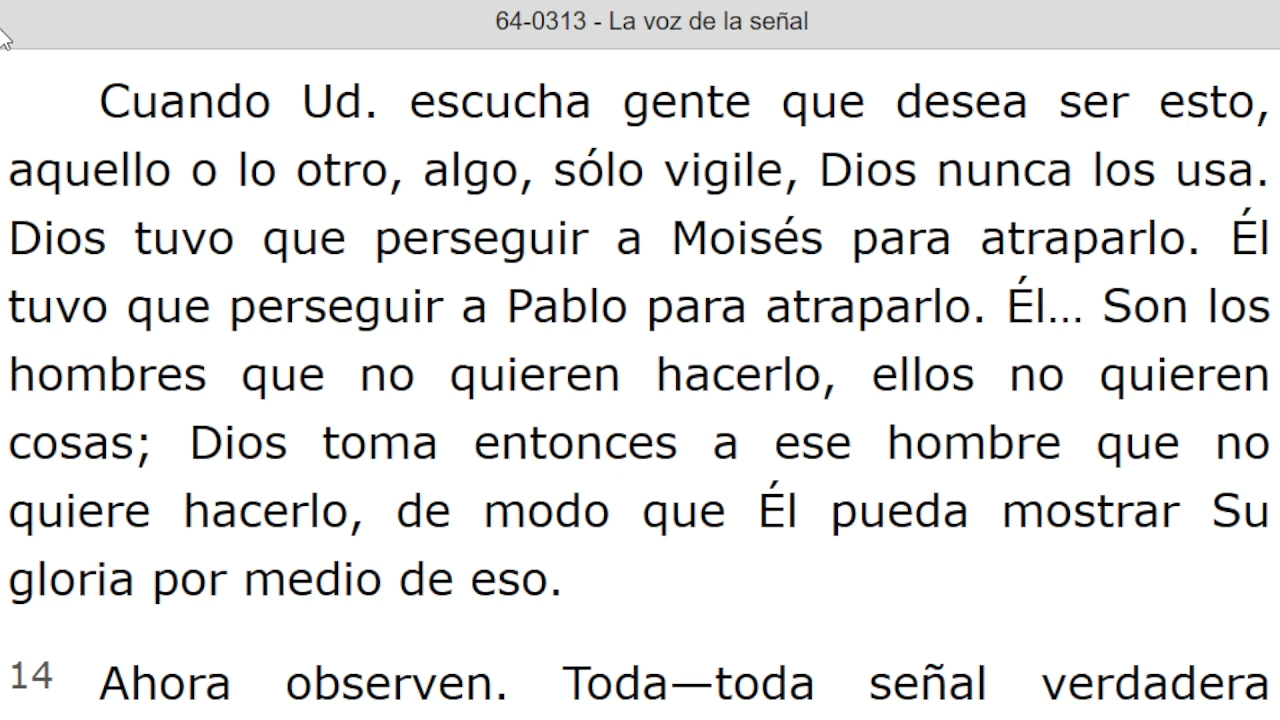 64-0313 - La voz de la señal
Cuando Ud. escucha gente que desea ser esto,
aquello o lo otro, algo, sólo vigile, Dios nunca los usa.
Dios tuvo que perseguir a Moisés para atraparlo. Él
tuvo que perseguir a Pablo para atraparlo. Él... Son los
hombres que no quieren hacerlo, ellos no quieren
cosas; Dios toma entonces a ese hombre que no
quiere hacerlo, de modo que Él pueda mostrar Su
gloria por medio de eso.
14 Ahora observen. Toda—toda señal verdadera